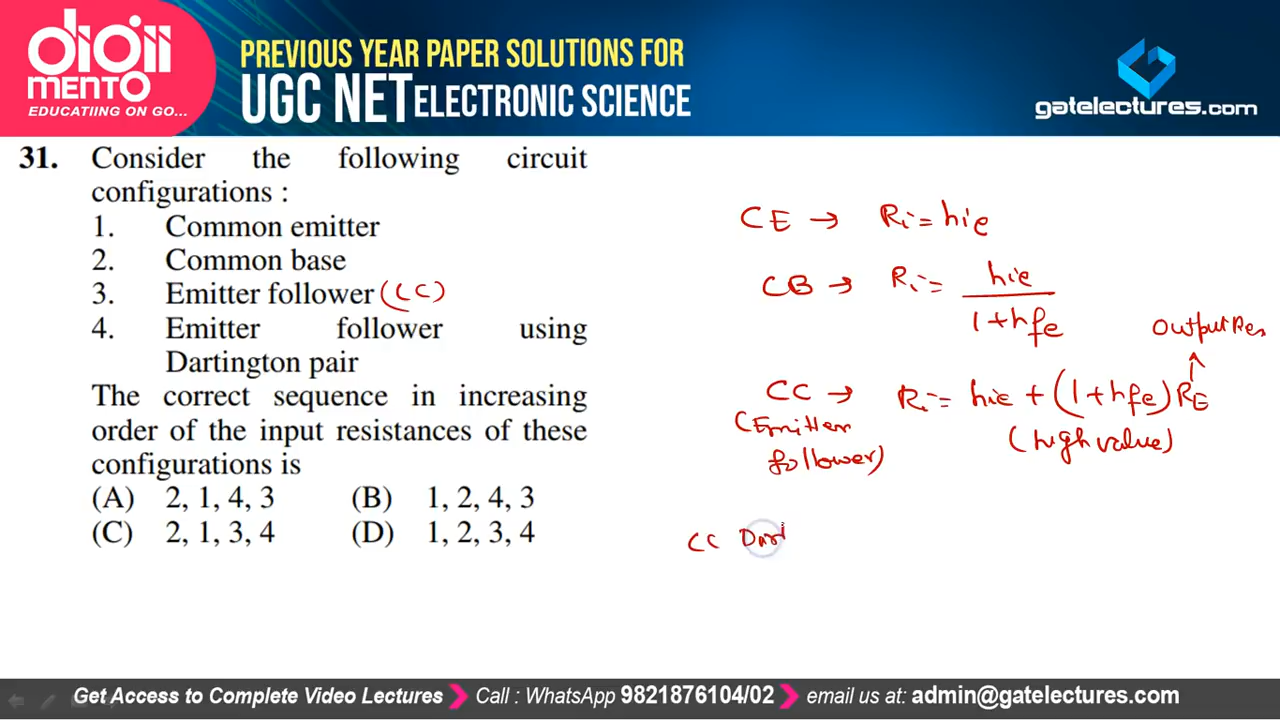 digii
MENTO
EDUCATIING ON GO...
PREVIOUS YEAR PAPER SOLUTIONS FOR
UGC NET ELECTRONIC SCIENCE
gatelectures.com
31. Consider the following circuit
configurations :
1. Common emitter
2. Common base
3. Emitter follower (CC)
4. Emitter follower using
Dartington pair
The correct sequence in increasing
order of the input resistances of these
configurations is
(A) 2, 1, 4, 3 (B) 1, 2, 4, 3
(C) 2, 1, 3, 4 (D) 1, 2, 3, 4
CE → Ri = hie
CB → Ri = hie / 1+hfe
Output Res
CC → Ri = hie + (1+hfe) RE
(Emitter
follower)
(high value)
CC Dar
Get Access to Complete Video Lectures Call : WhatsApp 9821876104/02 email us at: admin@gatelectures.com